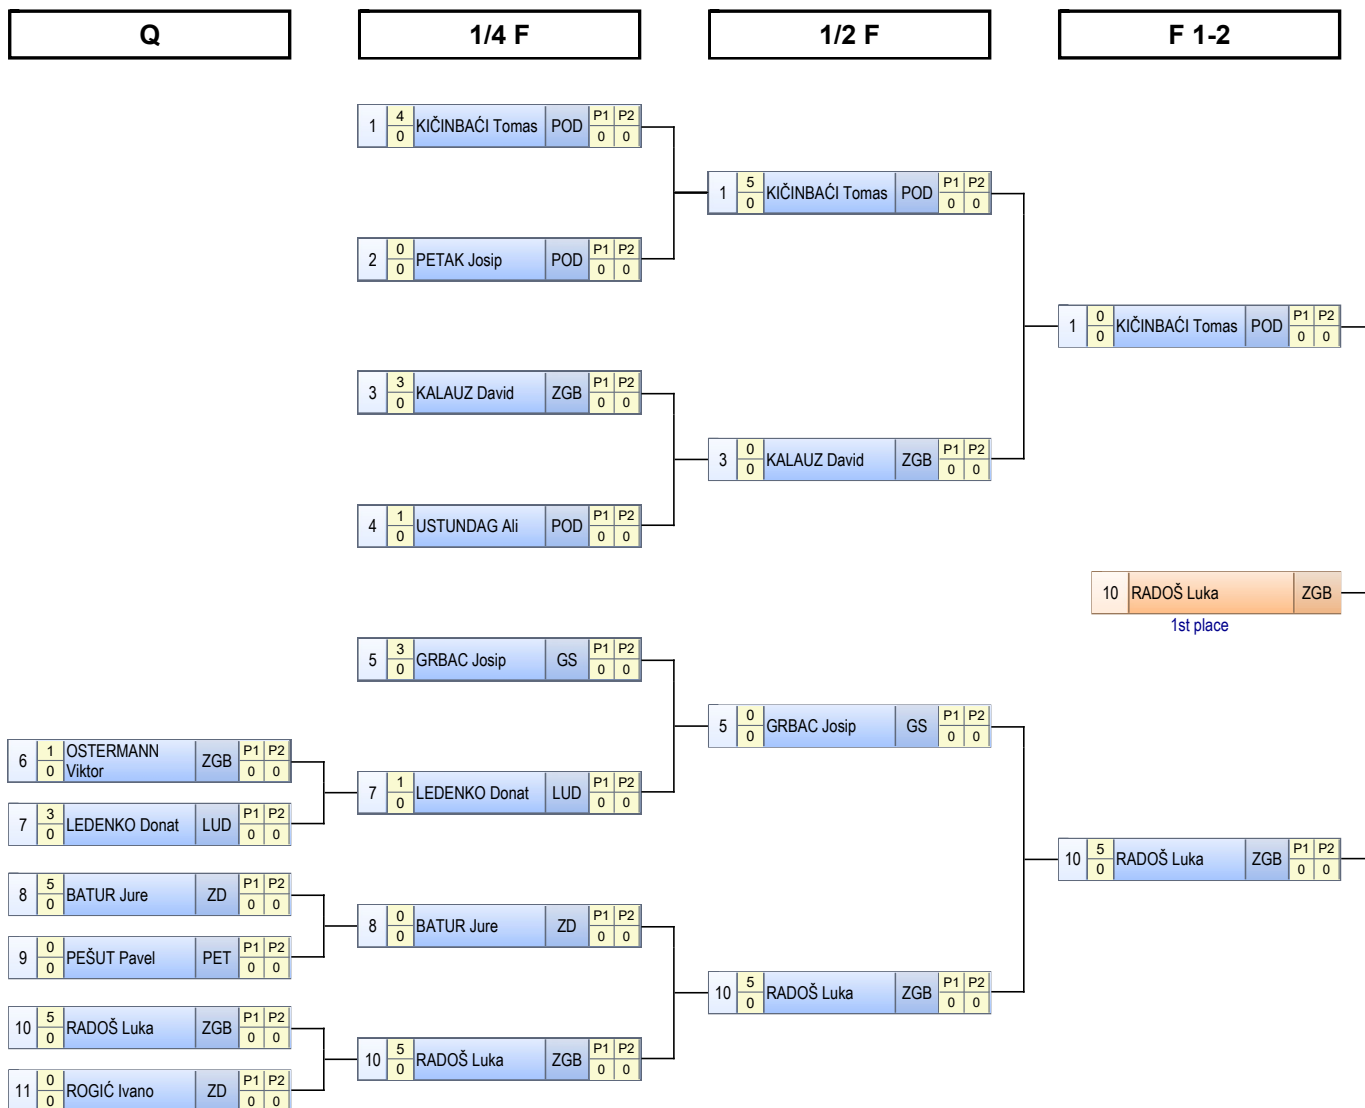 Q
1/4 F
1/2 F
F 1-2
1 4 0 KIČINBAĆI Tomas POD P1 P2 0 0
1 5 0 KIČINBAĆI Tomas POD P1 P2 0 0
2 0 0 PETAK Josip POD P1 P2 0 0
1 0 0 KIČINBAĆI Tomas POD P1 P2 0 0
3 3 0 KALAUZ David ZGB P1 P2 0 0
3 0 0 KALAUZ David ZGB P1 P2 0 0
4 1 0 USTUNDAG Ali POD P1 P2 0 0
10 RADOŠ Luka ZGB
1st place
5 3 0 GRBAC Josip GS P1 P2 0 0
5 0 0 GRBAC Josip GS P1 P2 0 0
6 1 0 OSTERMANN
Viktor ZGB P1 P2 0 0
7 1 0 LEDENKO Donat LUD P1 P2 0 0
7 3 0 LEDENKO Donat LUD P1 P2 0 0
10 5 0 RADOŠ Luka ZGB P1 P2 0 0
8 5 0 BATUR Jure ZD P1 P2 0 0
8 0 0 BATUR Jure ZD P1 P2 0 0
9 0 0 PEŠUT Pavel PET P1 P2 0 0
10 5 0 RADOŠ Luka ZGB P1 P2 0 0
10 5 0 RADOŠ Luka ZGB P1 P2 0 0
10 5 0 RADOŠ Luka ZGB P1 P2 0 0
11 0 0 ROGIĆ Ivano ZD P1 P2 0 0